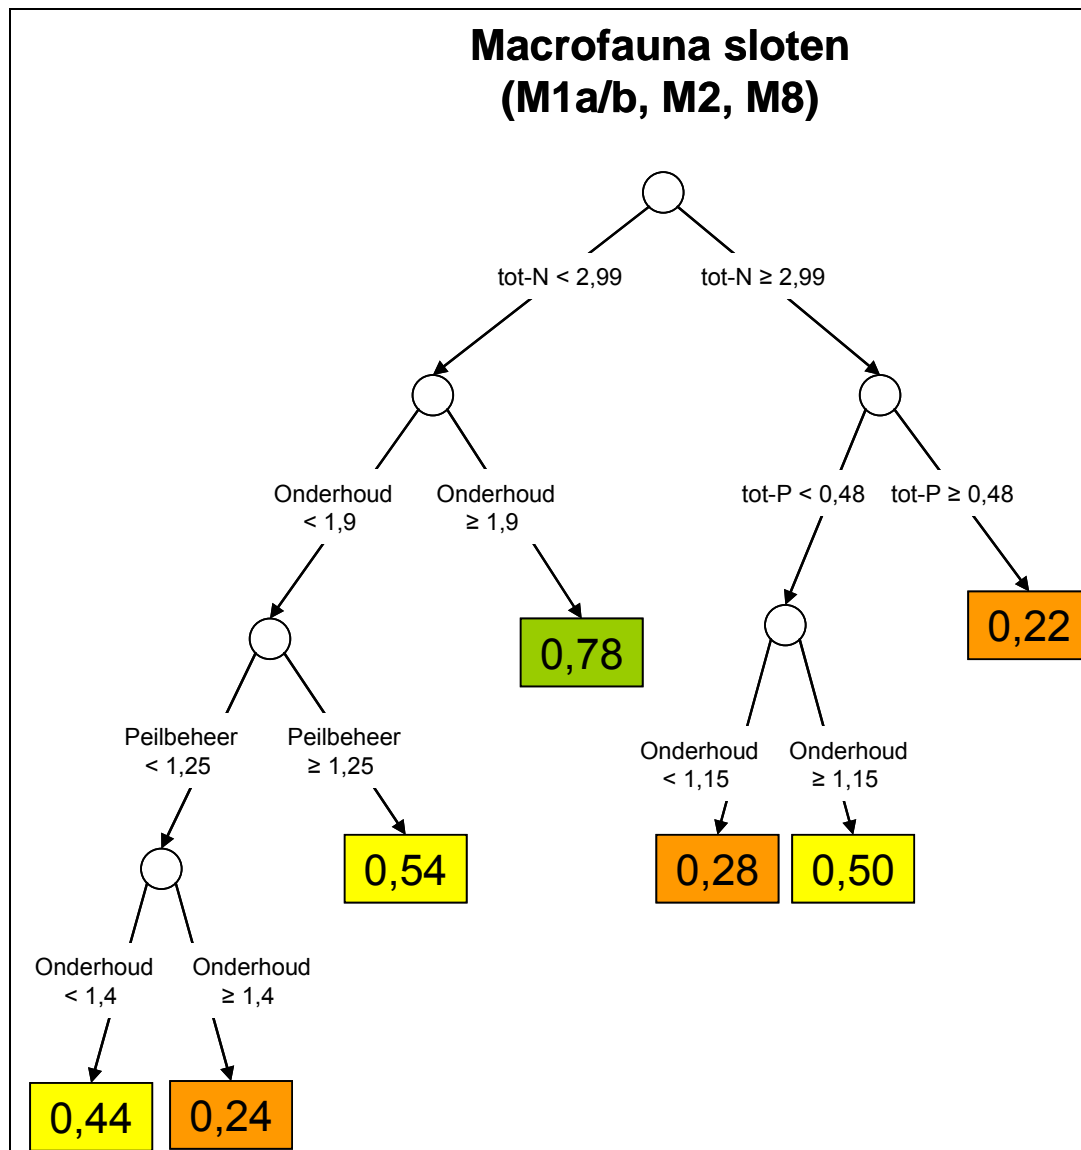 Macrofauna sloten
(M1a/b, M2, M8)
tot-N < 2,99
tot-N ≥ 2,99
Onderhoud
< 1,9
Onderhoud
≥ 1,9
tot-P < 0,48
tot-P ≥ 0,48
0,78
0,22
Peilbeheer
< 1,25
Peilbeheer
≥ 1,25
Onderhoud
< 1,15
Onderhoud
≥ 1,15
0,54
0,28
0,50
Onderhoud
< 1,4
Onderhoud
≥ 1,4
0,44
0,24